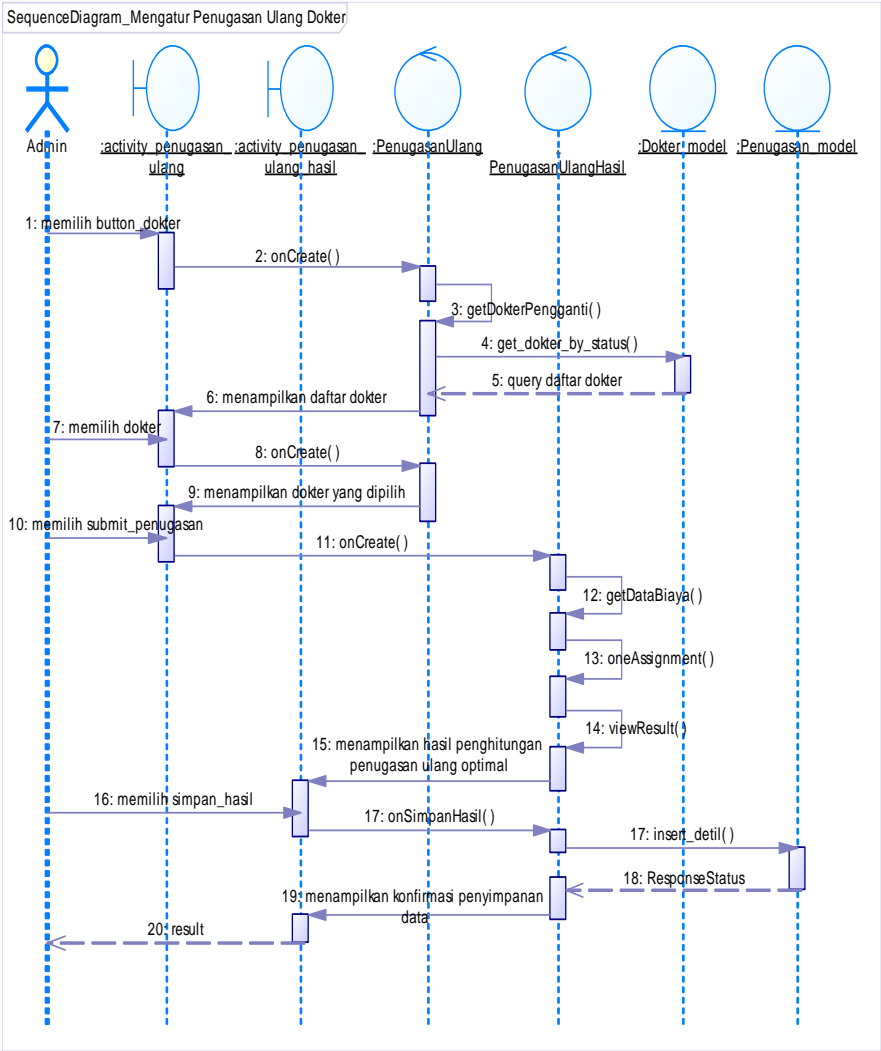 SequenceDiagram_Mengatur Penugasan Ulang Dokter
Admin
:activity_penugasan_
ulang
:activity_penugasan_
ulang_hasil
:PenugasanUlang
:
PenugasanUlangHasil
:Dokter_model
:Penugasan_model
1: memilih button_dokter
2: onCreate( )
3: getDokterPengganti( )
4: get_dokter_by_status( )
5: query daftar dokter
6: menampilkan daftar dokter
7: memilih dokter
8: onCreate( )
9: menampilkan dokter yang dipilih
10: memilih submit_penugasan
11: onCreate( )
12: getDataBiaya( )
13: oneAssignment( )
14: viewResult( )
15: menampilkan hasil penghitungan
penugasan ulang optimal
16: memilih simpan_hasil
17: onSimpanHasil( )
17: insert_detil( )
18: ResponseStatus
19: menampilkan konfirmasi penyimpanan
data
20: result